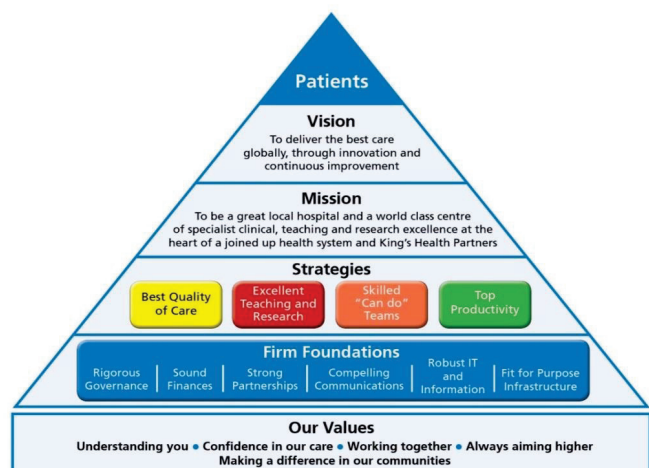 Patients
Vision
To deliver the best care
globally, through innovation and
continuous improvement
Mission
To be a great local hospital and a world class centre
of specialist clinical, teaching and research excellence at the
heart of a joined up health system and King's Health Partners
Strategies
Best Quality
of Care
Excellent
Teaching and
Research
Skilled
"Can do"
Teams
Top
Productivity
Firm Foundations
Rigorous
Governance
Sound
Finances
Strong
Partnerships
Compelling
Communications
Robust IT
and
Information
Fit for Purpose
Infrastructure
Our Values
Understanding you • Confidence in our care • Working together • Always aiming higher
Making a difference in our communities